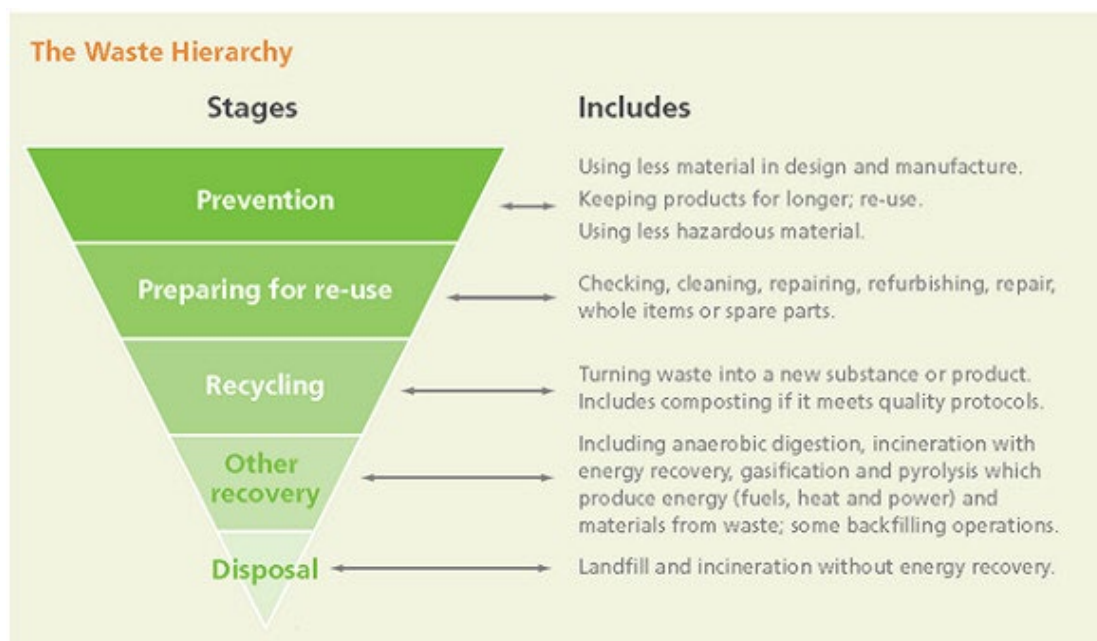 The Waste Hierarchy
Stages
Includes
Prevention
Using less material in design and manufacture.
Keeping products for longer; re-use.
Using less hazardous material.
Preparing for re-use
Checking, cleaning, repairing, refurbishing, repair,
whole items or spare parts.
Recycling
Turning waste into a new substance or product.
Includes composting if it meets quality protocols.
Other
recovery
Including anaerobic digestion, incineration with
energy recovery, gasification and pyrolysis which
produce energy (fuels, heat and power) and
materials from waste; some backfilling operations.
Disposal
Landfill and incineration without energy recovery.